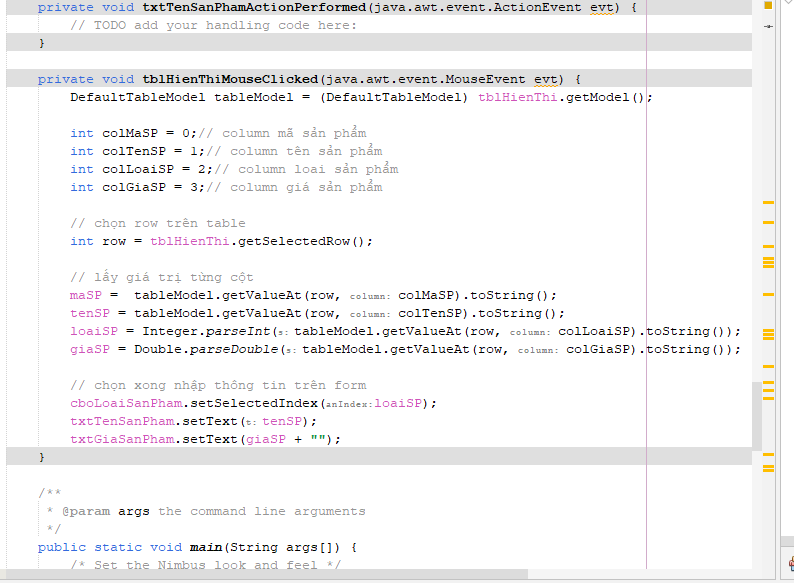 private void txtTenSanPhamActionPerformed(java.awt.event.ActionEvent evt) {
// TODO add your handling code here:
}
private void tblHienThiMouseClicked(java.awt.event.MouseEvent evt) {
DefaultTableModel tableModel = (DefaultTableModel) tblHienThi.getModel();
int colMaSP = 0;// column mã sản phẩm
int colTenSP = 1;// column tên sản phẩm
int colLoaiSP = 2;// column loai sản phẩm
int colGiaSP = 3;// column giá sản phẩm
// chọn row trên table
int row = tblHienThi.getSelectedRow();
// lấy giá trị từng cột
maSP =  tableModel.getValueAt(row, column: colMaSP).toString();
tenSP = tableModel.getValueAt(row, column: colTenSP).toString();
loaiSP = Integer.parseInt(s: tableModel.getValueAt(row, column: colLoaiSP).toString());
giaSP = Double.parseDouble(s: tableModel.getValueAt(row, column: colGiaSP).toString());
// chọn xong nhập thông tin trên form
cboLoaiSanPham.setSelectedIndex(anIndex:loaiSP);
txtTenSanPham.setText(t: tenSP);
txtGiaSanPham.setText(giaSP + "");
}
/**
* @param args the command line arguments
*/
public static void main(String args[]) {
/* Set the Nimbus look and feel */